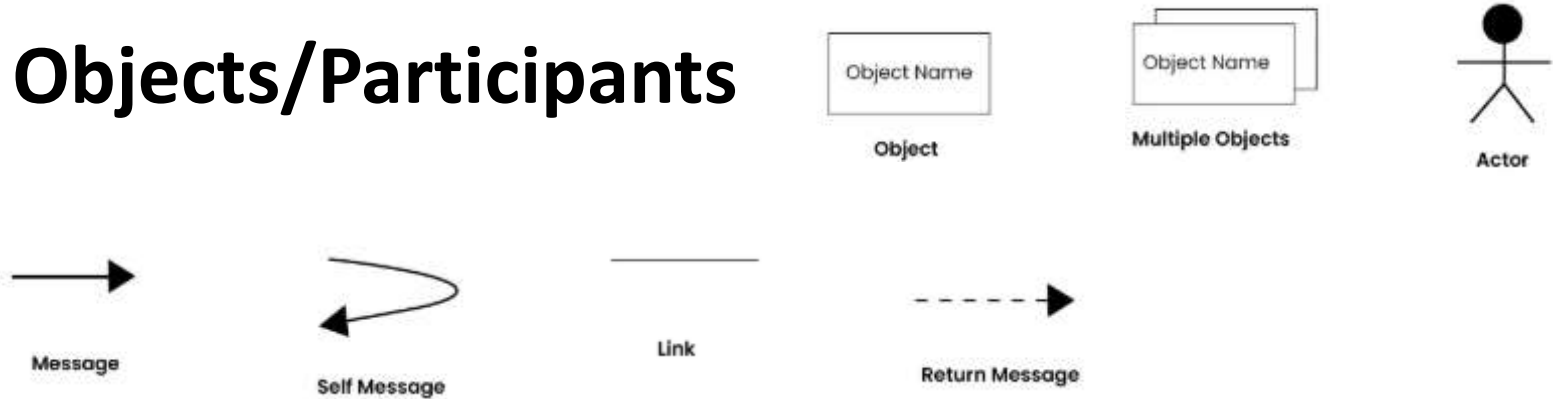 Objects/Participants
Object Name
Object
Object Name
Multiple Objects
Actor
Message
Self Message
Link
Return Message